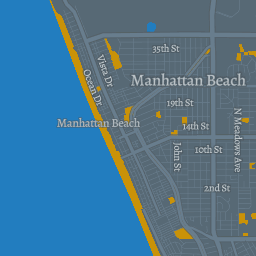 35th St
Vista Dr
Ocean Dr
Manhattan Beach
19th St
Manhattan Beach
14th St
N Meadows Ave
John St
10th St
2nd St